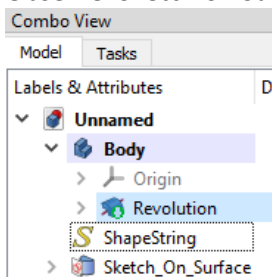 Combo View
Model Tasks
Labels & Attributes D
Unnamed
Body
Origin
Revolution
ShapeString
Sketch_On_Surface